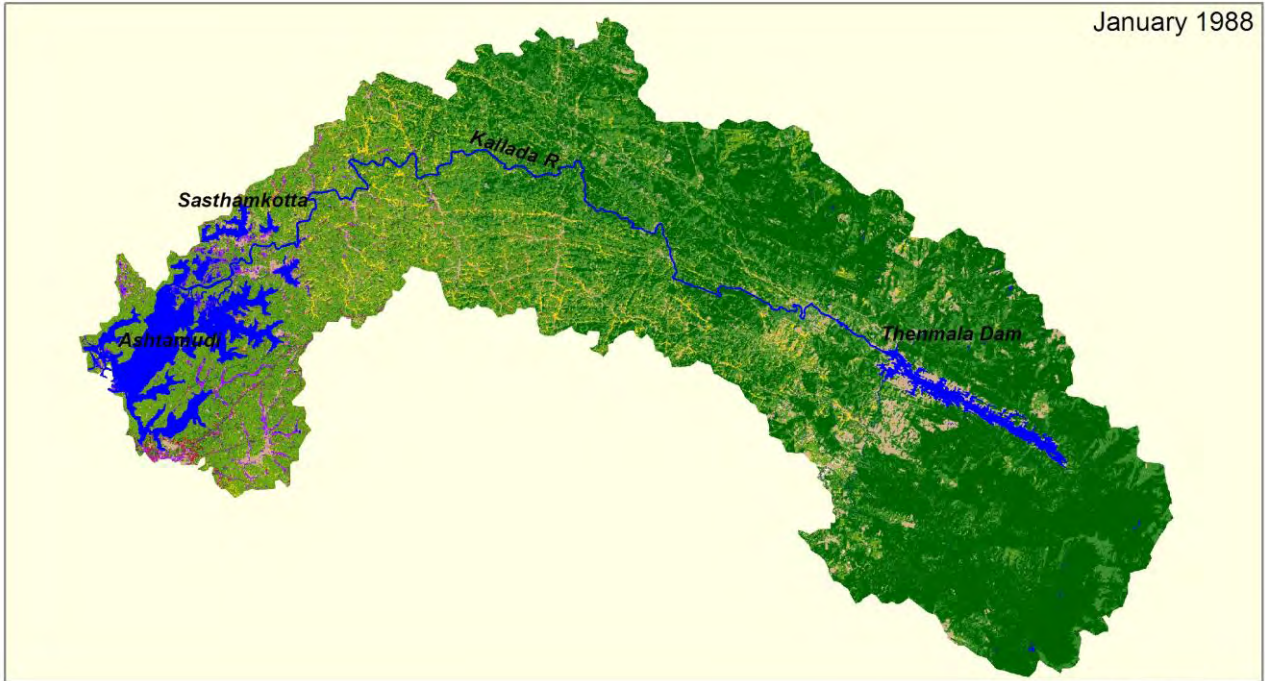 January 1988
Kallada R.
Sasthamkotta
Ashtamudi
Thenmala Dam